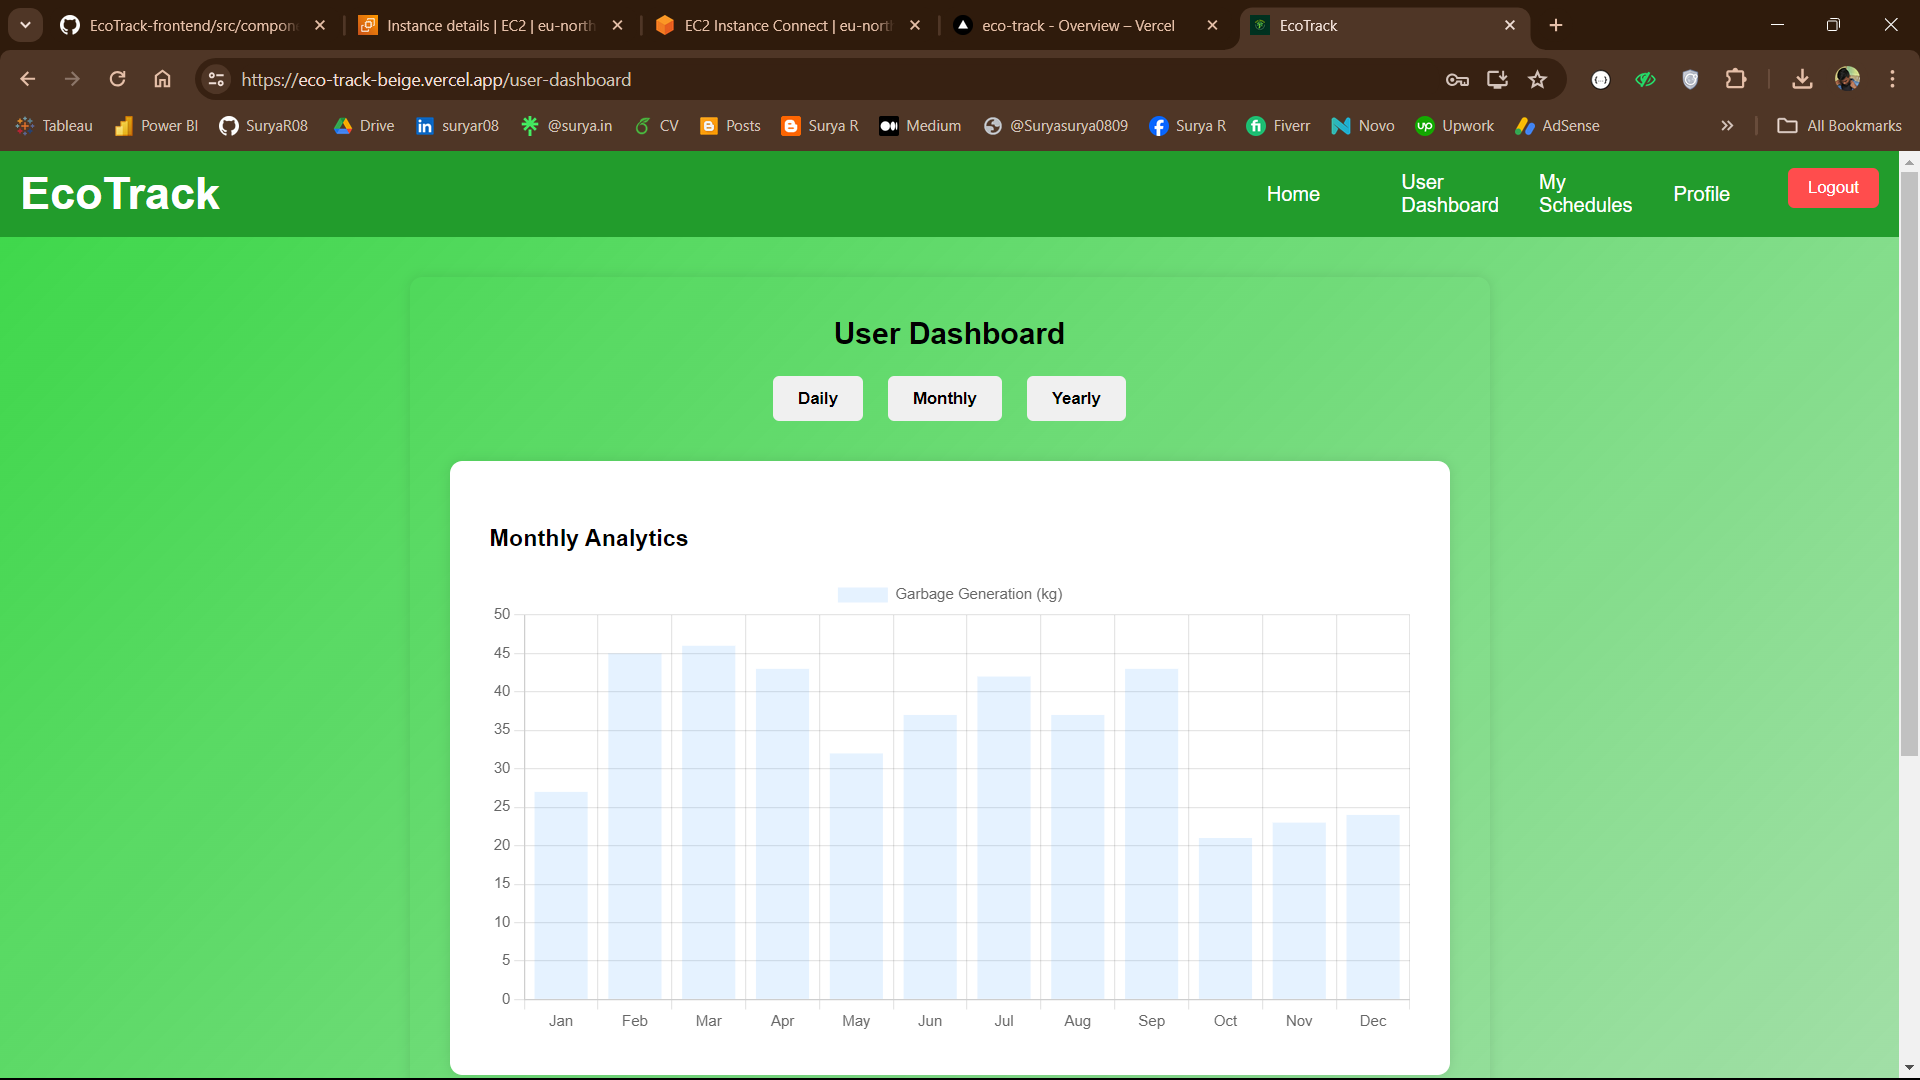 EcoTrack-frontend/src/compon
Instance details | EC2 | eu-north
EC2 Instance Connect | eu-nort
eco-track - Overview – Vercel
EcoTrack
https://eco-track-beige.vercel.app/user-dashboard
Tableau Power BI SuryaR08 Drive suryar08 @surya.in CV Posts Surya R Medium @Suryasurya0809 Surya R Fiverr Novo Upwork AdSense » All Bookmarks
EcoTrack
Home
User
Dashboard
My
Schedules
Profile
Logout
User Dashboard
Daily Monthly Yearly
Monthly Analytics
Garbage Generation (kg)
50
45
40
35
30
25
20
15
10
5
0
Jan Feb Mar Apr May Jun Jul Aug Sep Oct Nov Dec